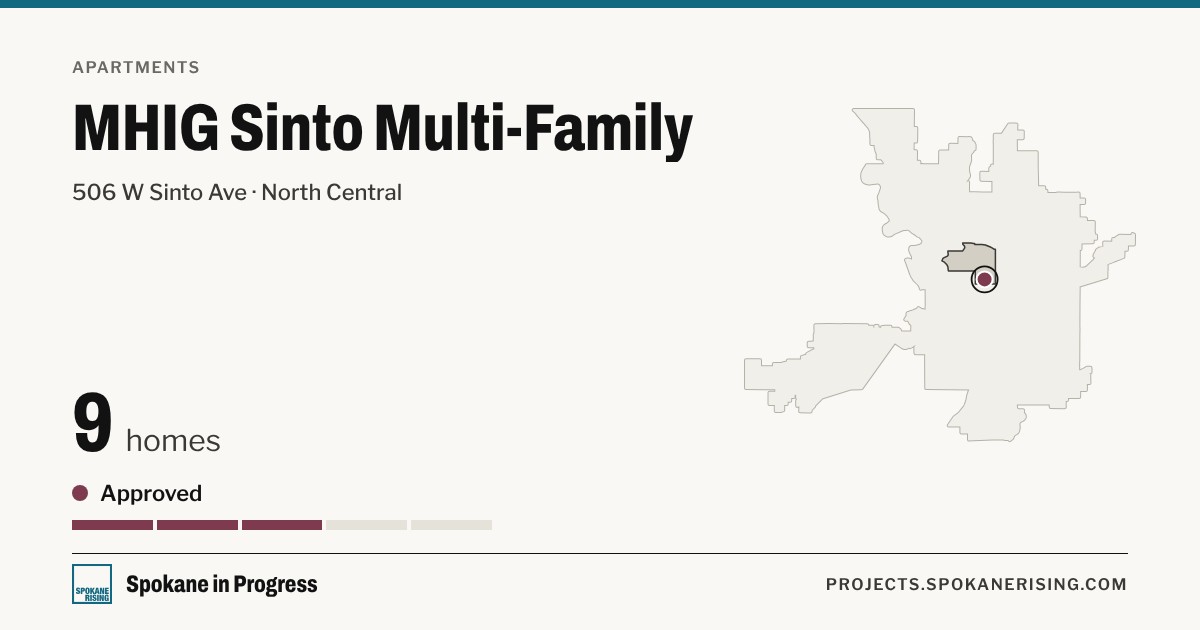 APARTMENTS
MHIG Sinto Multi-Family
506 W Sinto Ave · North Central
9 homes
Approved
SPOKANE
RISING
Spokane in Progress
PROJECTS.SPOKANERISING.COM